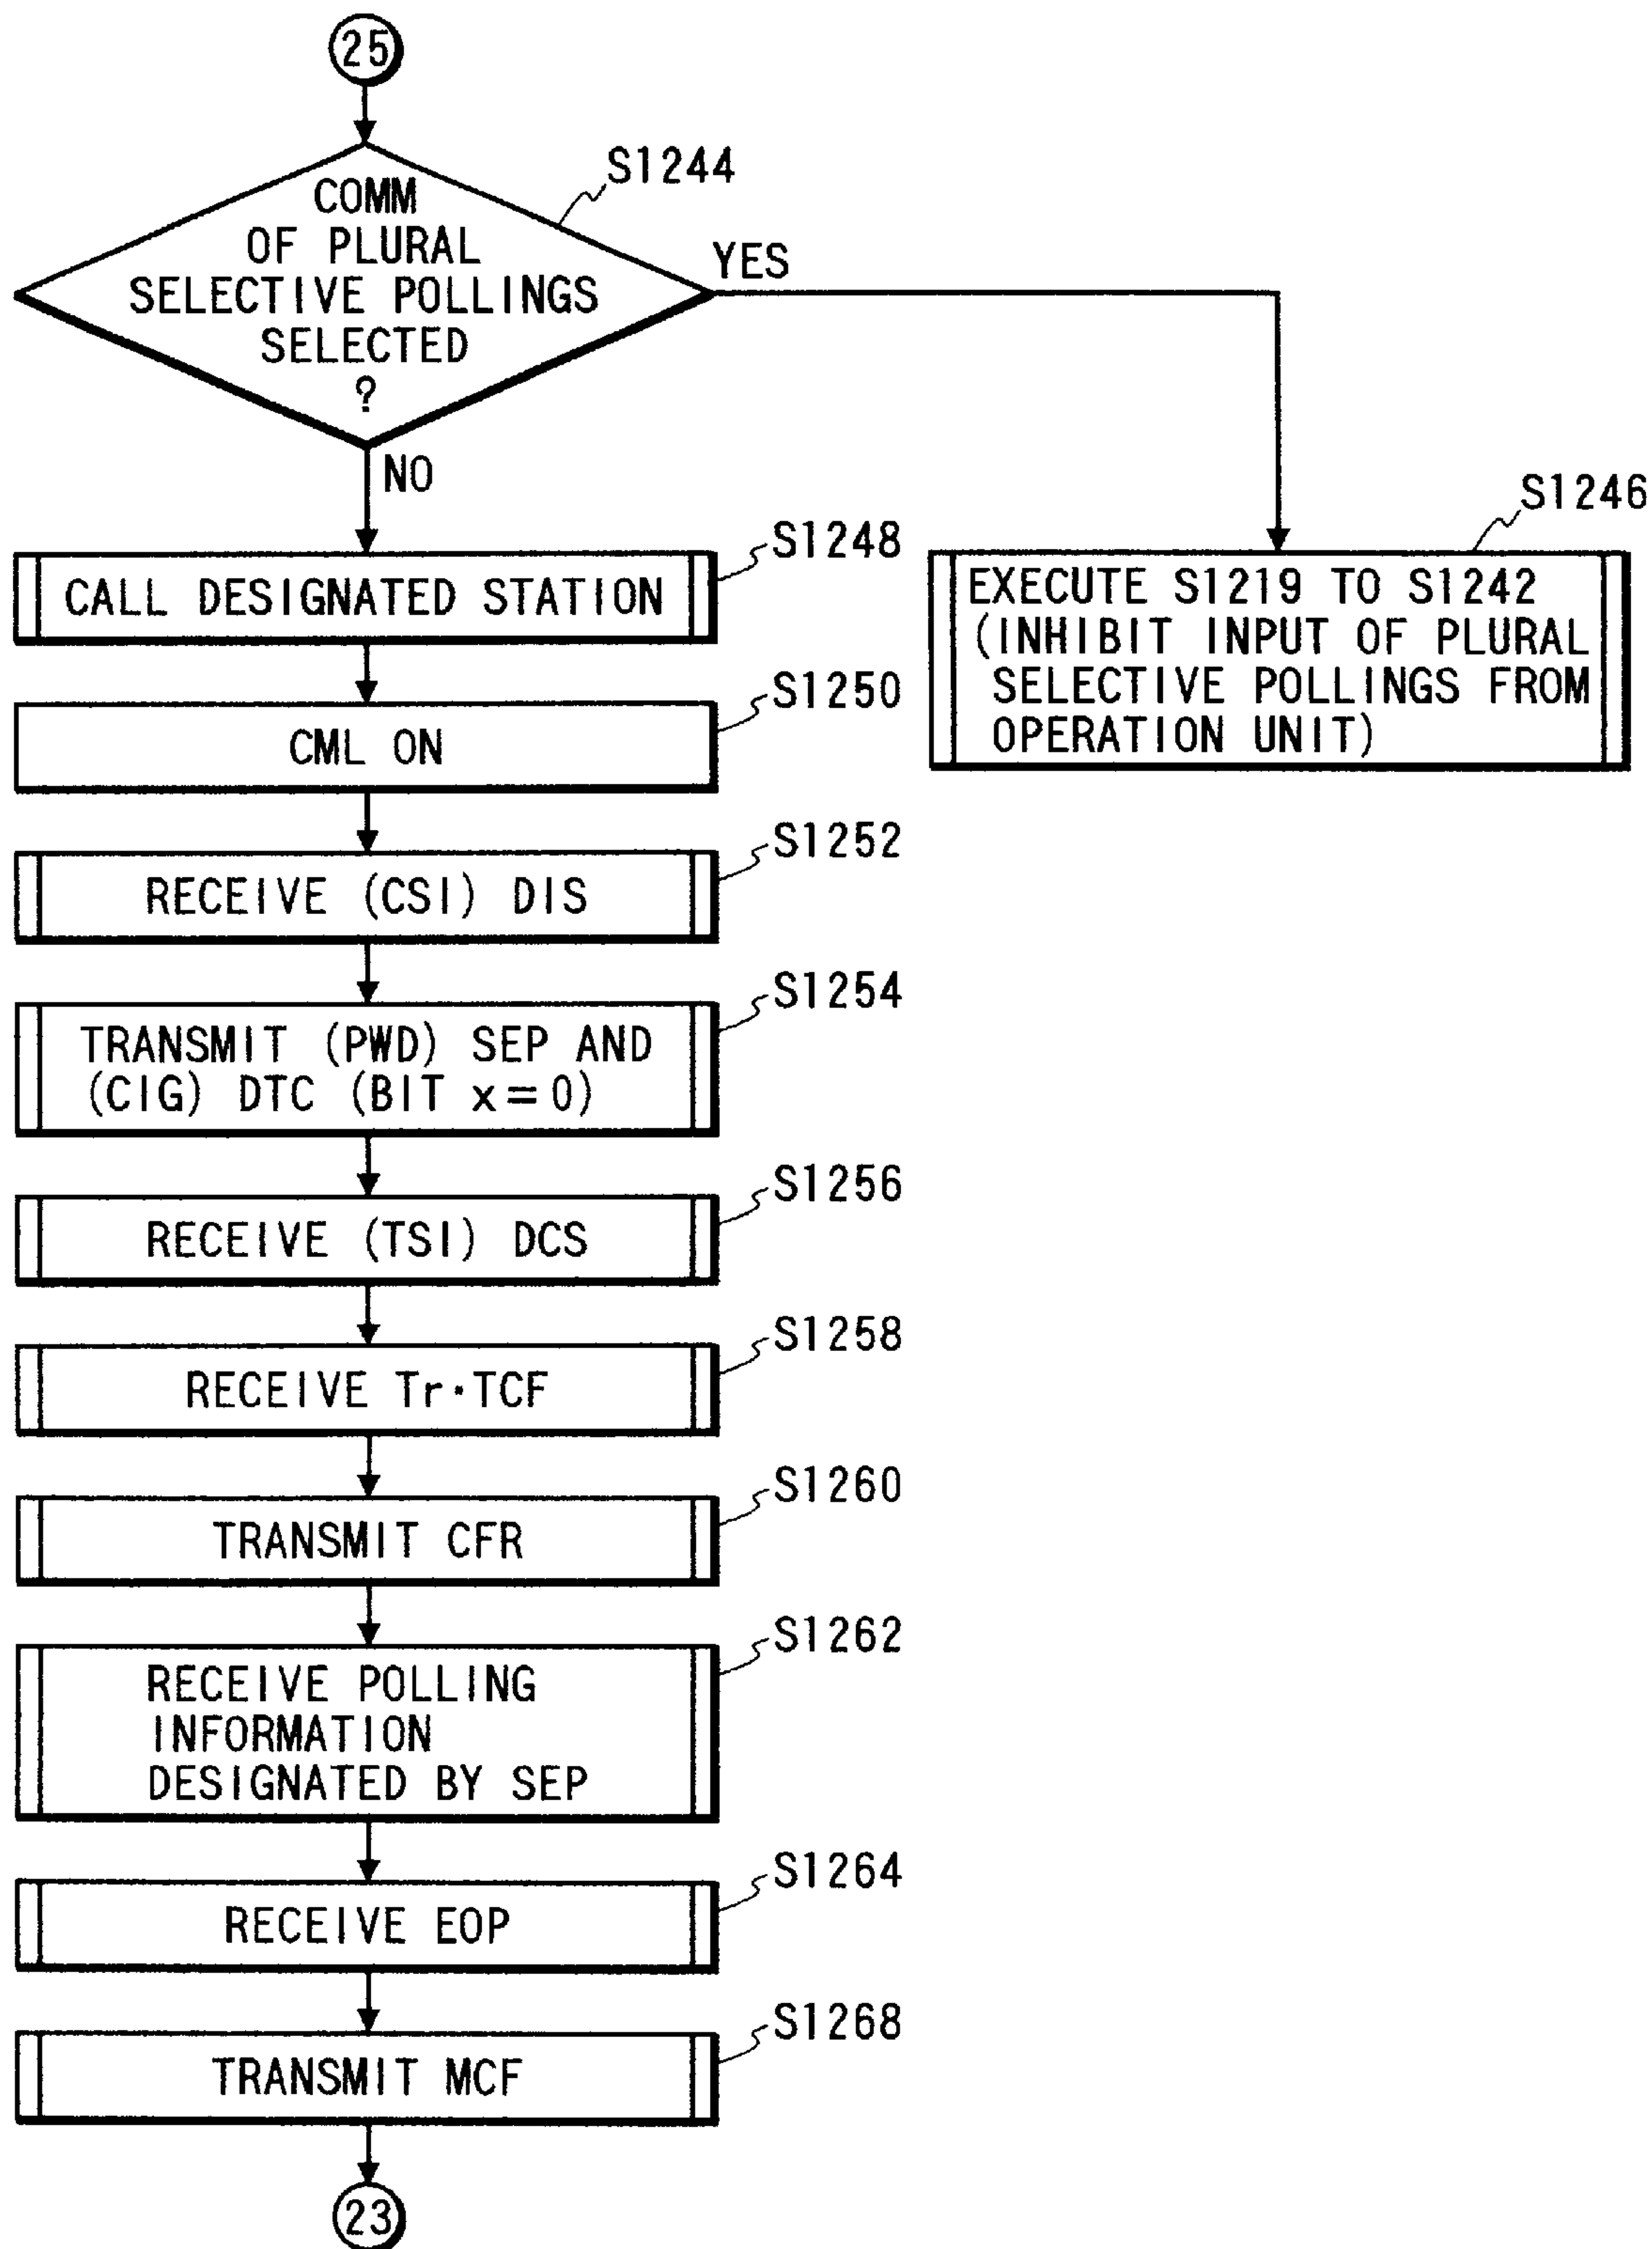 25
S1244
COMM
OF PLURAL
SELECTIVE POLLINGS
SELECTED
?
YES
NO
S1246
EXECUTE S1219 TO S1242
(INHIBIT INPUT OF PLURAL
SELECTIVE POLLINGS FROM
OPERATION UNIT)
S1248
CALL DESIGNATED STATION
S1250
CML ON
S1252
RECEIVE (CSI) DIS
S1254
TRANSMIT (PWD) SEP AND
(CIG) DTC (BIT x=0)
S1256
RECEIVE (TSI) DCS
S1258
RECEIVE Tr·TCF
S1260
TRANSMIT CFR
S1262
RECEIVE POLLING
INFORMATION
DESIGNATED BY SEP
S1264
RECEIVE EOP
S1268
TRANSMIT MCF
23